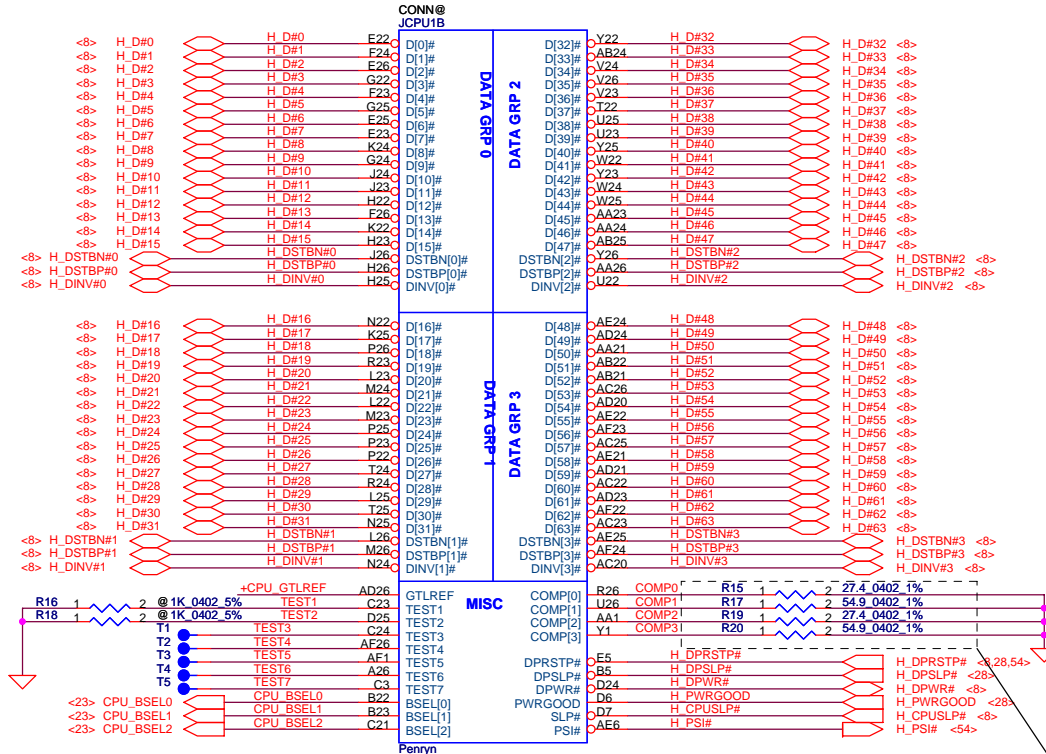 CONN@
JCPU1B
<8> H_D#0 H_D#0 E22 D[0]# D[32]# Y22 H_D#32 H_D#32 <8>
<8> H_D#1 H_D#1 F24 D[1]# D[33]# AB24 H_D#33 H_D#33 <8>
<8> H_D#2 H_D#2 E26 D[2]# D[34]# V24 H_D#34 H_D#34 <8>
<8> H_D#3 H_D#3 G22 D[3]# D[35]# V26 H_D#35 H_D#35 <8>
<8> H_D#4 H_D#4 F23 D[4]# D[36]# V23 H_D#36 H_D#36 <8>
<8> H_D#5 H_D#5 G25 D[5]# D[37]# T22 H_D#37 H_D#37 <8>
<8> H_D#6 H_D#6 E25 D[6]# D[38]# U25 H_D#38 H_D#38 <8>
<8> H_D#7 H_D#7 E23 D[7]# D[39]# U23 H_D#39 H_D#39 <8>
<8> H_D#8 H_D#8 K24 D[8]# D[40]# Y25 H_D#40 H_D#40 <8>
<8> H_D#9 H_D#9 G24 D[9]# D[41]# W22 H_D#41 H_D#41 <8>
<8> H_D#10 H_D#10 J24 D[10]# D[42]# Y23 H_D#42 H_D#42 <8>
<8> H_D#11 H_D#11 J23 D[11]# D[43]# W24 H_D#43 H_D#43 <8>
<8> H_D#12 H_D#12 H22 D[12]# D[44]# W25 H_D#44 H_D#44 <8>
<8> H_D#13 H_D#13 F26 D[13]# D[45]# AA23 H_D#45 H_D#45 <8>
<8> H_D#14 H_D#14 K22 D[14]# D[46]# AA24 H_D#46 H_D#46 <8>
<8> H_D#15 H_D#15 H23 D[15]# D[47]# AB25 H_D#47 H_D#47 <8>
<8> H_DSTBN#0 H_DSTBN#0 J26 DSTBN[0]# DSTBN[2]# Y26 H_DSTBN#2 H_DSTBN#2 <8>
<8> H_DSTBP#0 H_DSTBP#0 H26 DSTBP[0]# DSTBP[2]# AA26 H_DSTBP#2 H_DSTBP#2 <8>
<8> H_DINV#0 H_DINV#0 H25 DINV[0]# DINV[2]# U22 H_DINV#2 H_DINV#2 <8>
DATA GRP 0
DATA GRP 2
<8> H_D#16 H_D#16 N22 D[16]# D[48]# AE24 H_D#48 H_D#48 <8>
<8> H_D#17 H_D#17 K25 D[17]# D[49]# AD24 H_D#49 H_D#49 <8>
<8> H_D#18 H_D#18 P26 D[18]# D[50]# AA21 H_D#50 H_D#50 <8>
<8> H_D#19 H_D#19 R23 D[19]# D[51]# AB22 H_D#51 H_D#51 <8>
<8> H_D#20 H_D#20 L23 D[20]# D[52]# AB21 H_D#52 H_D#52 <8>
<8> H_D#21 H_D#21 M24 D[21]# D[53]# AC26 H_D#53 H_D#53 <8>
<8> H_D#22 H_D#22 L22 D[22]# D[54]# AD20 H_D#54 H_D#54 <8>
<8> H_D#23 H_D#23 M23 D[23]# D[55]# AE22 H_D#55 H_D#55 <8>
<8> H_D#24 H_D#24 P25 D[24]# D[56]# AF23 H_D#56 H_D#56 <8>
<8> H_D#25 H_D#25 P23 D[25]# D[57]# AC25 H_D#57 H_D#57 <8>
<8> H_D#26 H_D#26 P22 D[26]# D[58]# AE21 H_D#58 H_D#58 <8>
<8> H_D#27 H_D#27 T24 D[27]# D[59]# AD21 H_D#59 H_D#59 <8>
<8> H_D#28 H_D#28 R24 D[28]# D[60]# AC22 H_D#60 H_D#60 <8>
<8> H_D#29 H_D#29 L25 D[29]# D[61]# AD23 H_D#61 H_D#61 <8>
<8> H_D#30 H_D#30 T25 D[30]# D[62]# AF22 H_D#62 H_D#62 <8>
<8> H_D#31 H_D#31 N25 D[31]# D[63]# AC23 H_D#63 H_D#63 <8>
<8> H_DSTBN#1 H_DSTBN#1 L26 DSTBN[1]# DSTBN[3]# AE25 H_DSTBN#3 H_DSTBN#3 <8>
<8> H_DSTBP#1 H_DSTBP#1 M26 DSTBP[1]# DSTBP[3]# AF24 H_DSTBP#3 H_DSTBP#3 <8>
<8> H_DINV#1 H_DINV#1 N24 DINV[1]# DINV[3]# AC20 H_DINV#3 H_DINV#3 <8>
DATA GRP 1
DATA GRP 3
+CPU_GTLREF AD26 GTLREF MISC COMP[0] R26 COMP0 R15 1 2 27.4_0402_1%
R16 1 2 @ 1K_0402_5% TEST1 C23 TEST1 COMP[1] U26 COMP1 R17 1 2 54.9_0402_1%
R18 1 2 @ 1K_0402_5% TEST2 D25 TEST2 COMP[2] AA1 COMP2 R19 1 2 27.4_0402_1%
T1 TEST3 C24 TEST3 COMP[3] Y1 COMP3 R20 1 2 54.9_0402_1%
T2 TEST4 AF26 TEST4
T3 TEST5 AF1 TEST5 DPRSTP# E5 H_DPRSTP# H_DPRSTP# <8,28,54>
T4 TEST6 A26 TEST6 DPSLP# B5 H_DPSLP# H_DPSLP# <28>
T5 TEST7 C3 TEST7 DPWR# D24 H_DPWR# H_DPWR# <8>
<23> CPU_BSEL0 CPU_BSEL0 B22 BSEL[0] PWRGOOD D6 H_PWRGOOD H_PWRGOOD <28>
<23> CPU_BSEL1 CPU_BSEL1 B23 BSEL[1] SLP# D7 H_CPUSLP# H_CPUSLP# <8>
<23> CPU_BSEL2 CPU_BSEL2 C21 BSEL[2] PSI# AE6 H_PSI# H_PSI# <54>
Penryn